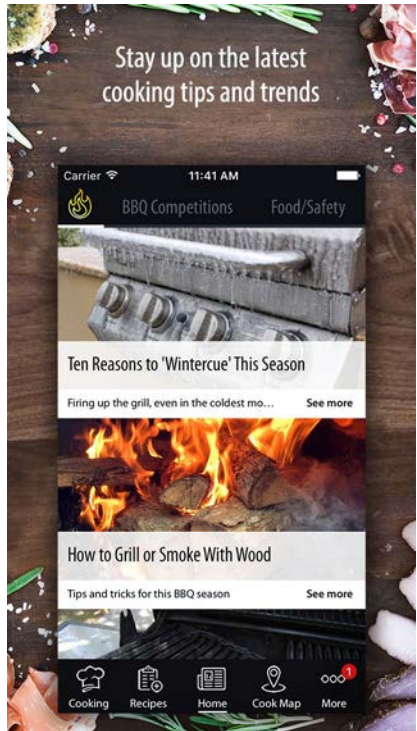 Stay up on the latest
cooking tips and trends
Carrier 11:41 AM
BBQ Competitions Food/Safety
Ten Reasons to 'Wintercue' This Season
Firing up the grill, even in the coldest mo... See more
How to Grill or Smoke With Wood
Tips and tricks for this BBQ season See more
1
Cooking Recipes Home Cook Map More